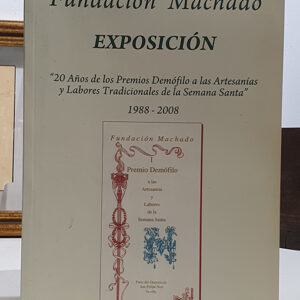 Fundación Machado
EXPOSICIÓN
"20 Años de los Premios Demófilo a las Artesanías
y Labores Tradicionales de la Semana Santa"
1988 - 2008
Fundación Machado
I
Premio Demófilo
a las
Artesanías
y
Labores
de la
Semana Santa